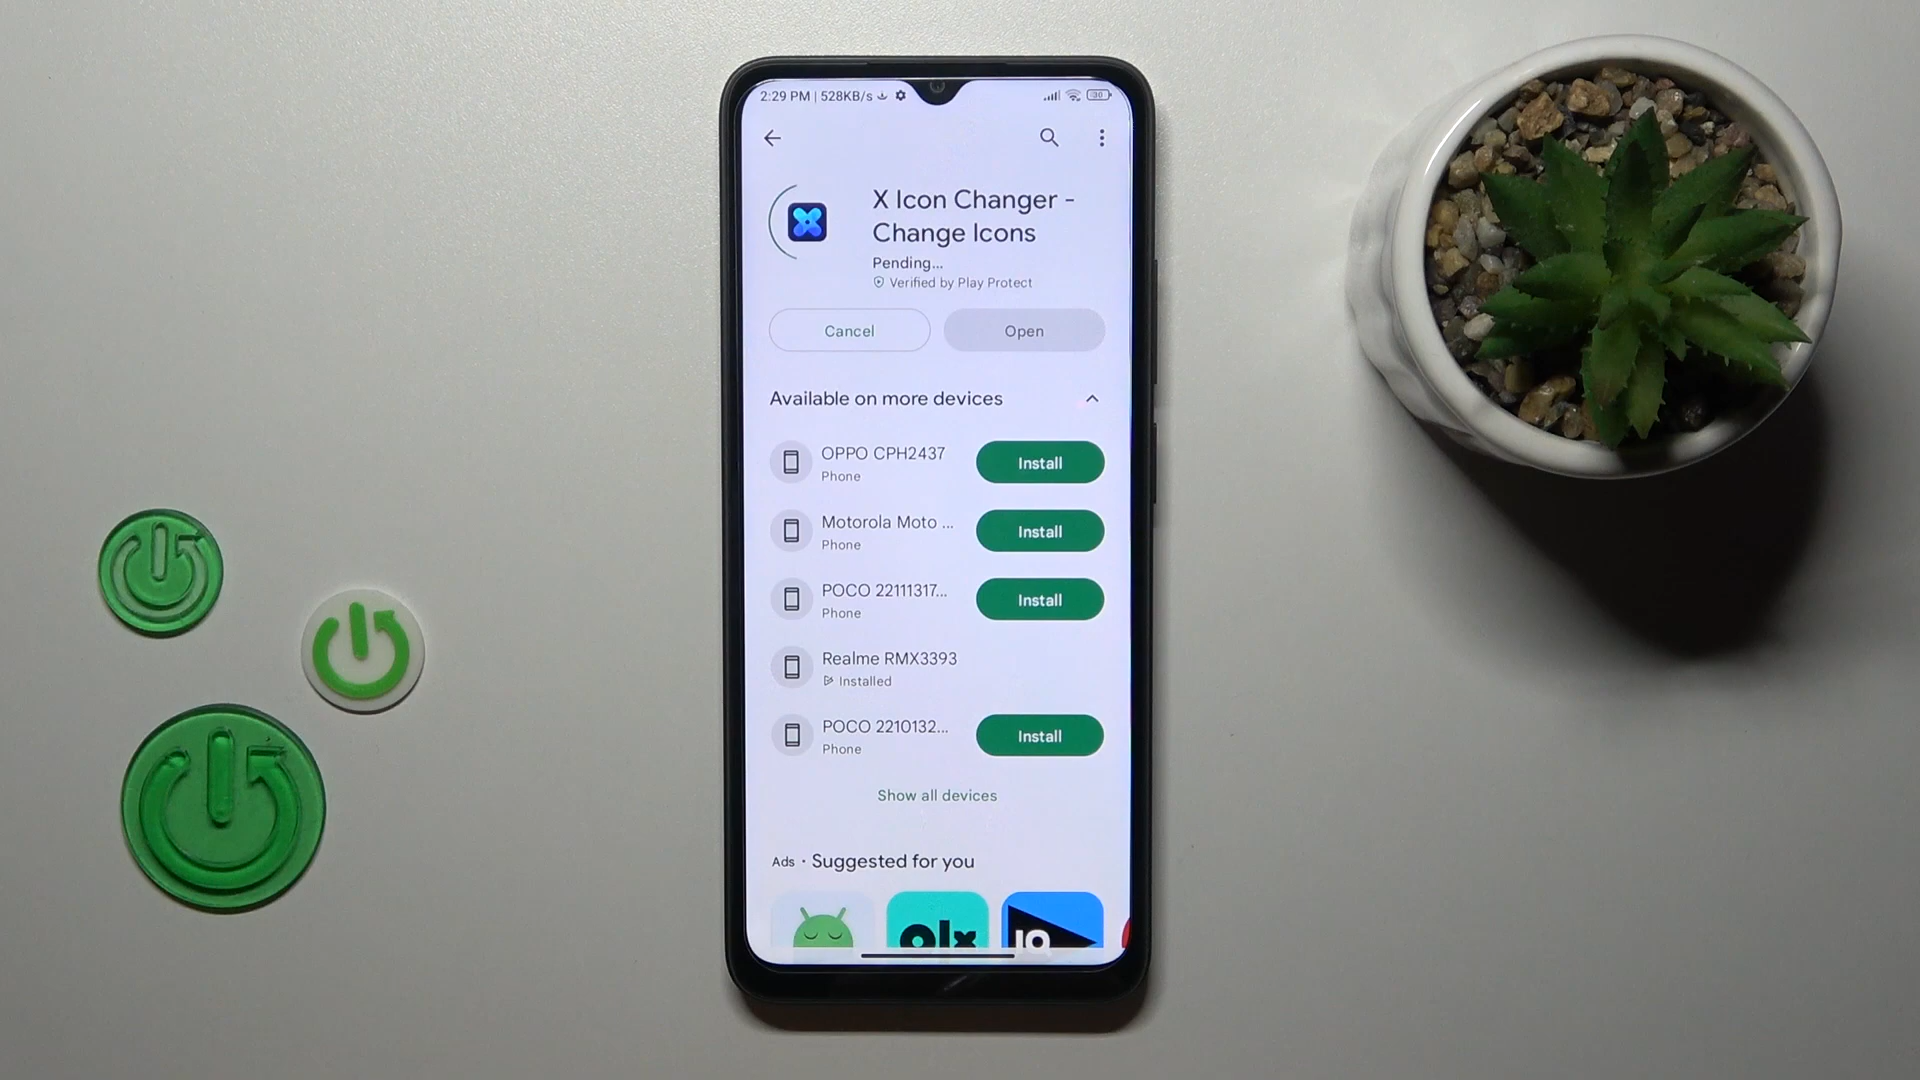 2:29 PM | 528KB/s
30
X Icon Changer -
Change Icons
Pending...
Verified by Play Protect
Cancel
Open
Available on more devices
OPPO CPH2437
Phone
Install
Motorola Moto ...
Phone
Install
POCO 22111317...
Phone
Install
Realme RMX3393
Installed
POCO 2210132...
Phone
Install
Show all devices
Ads · Suggested for you
olx
IQ